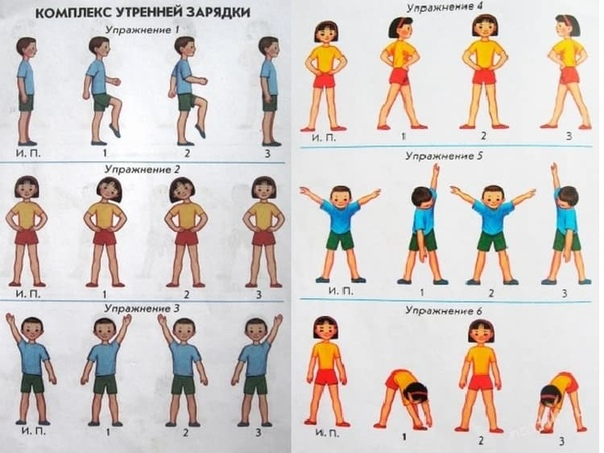 КОМПЛЕКС УТРЕННЕЙ ЗАРЯДКИ
Упражнение 1
И. П. 1 2 3
Упражнение 2
И. П. 1 2 3
Упражнение 3
И. П. 1 2 3
Упражнение 4
И. П. 1 2 3
Упражнение 5
И. П. 1 2 3
Упражнение 6
И. П. 1 2 3